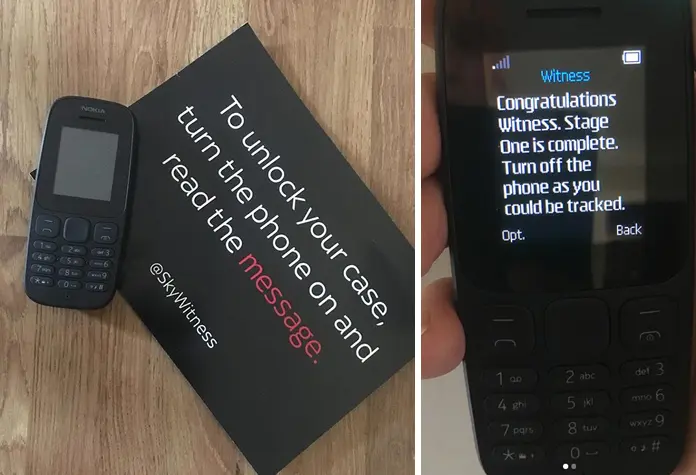 NOKIA
To unlock your case,
turn the phone on and
read the message.
@SkyWitness
Witness
Congratulations
Witness. Stage
One is complete.
Turn off the
phone as you
could be tracked.
Opt. Back
1 2 abc def 3
4 ghi 5 jkl mno 6
7 pqrs 8 tuv wxyz 9
* 0 #